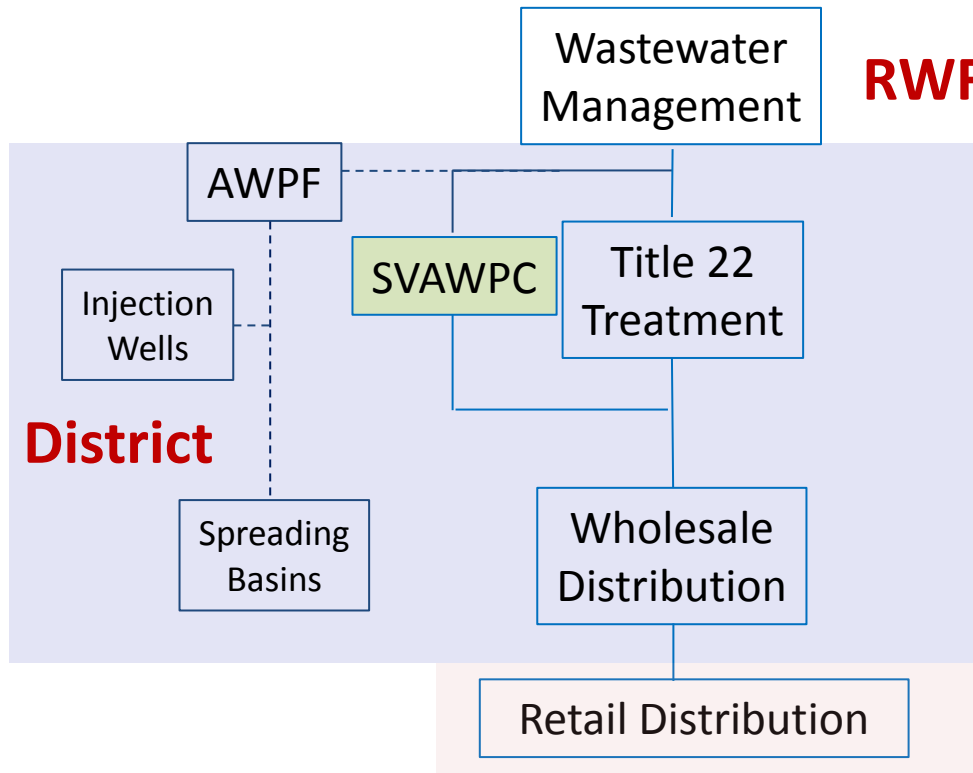 Wastewater
Management
RWF
AWPF
SVAWPC
Title 22
Treatment
Injection
Wells
District
Spreading
Basins
Wholesale
Distribution
Retail Distribution